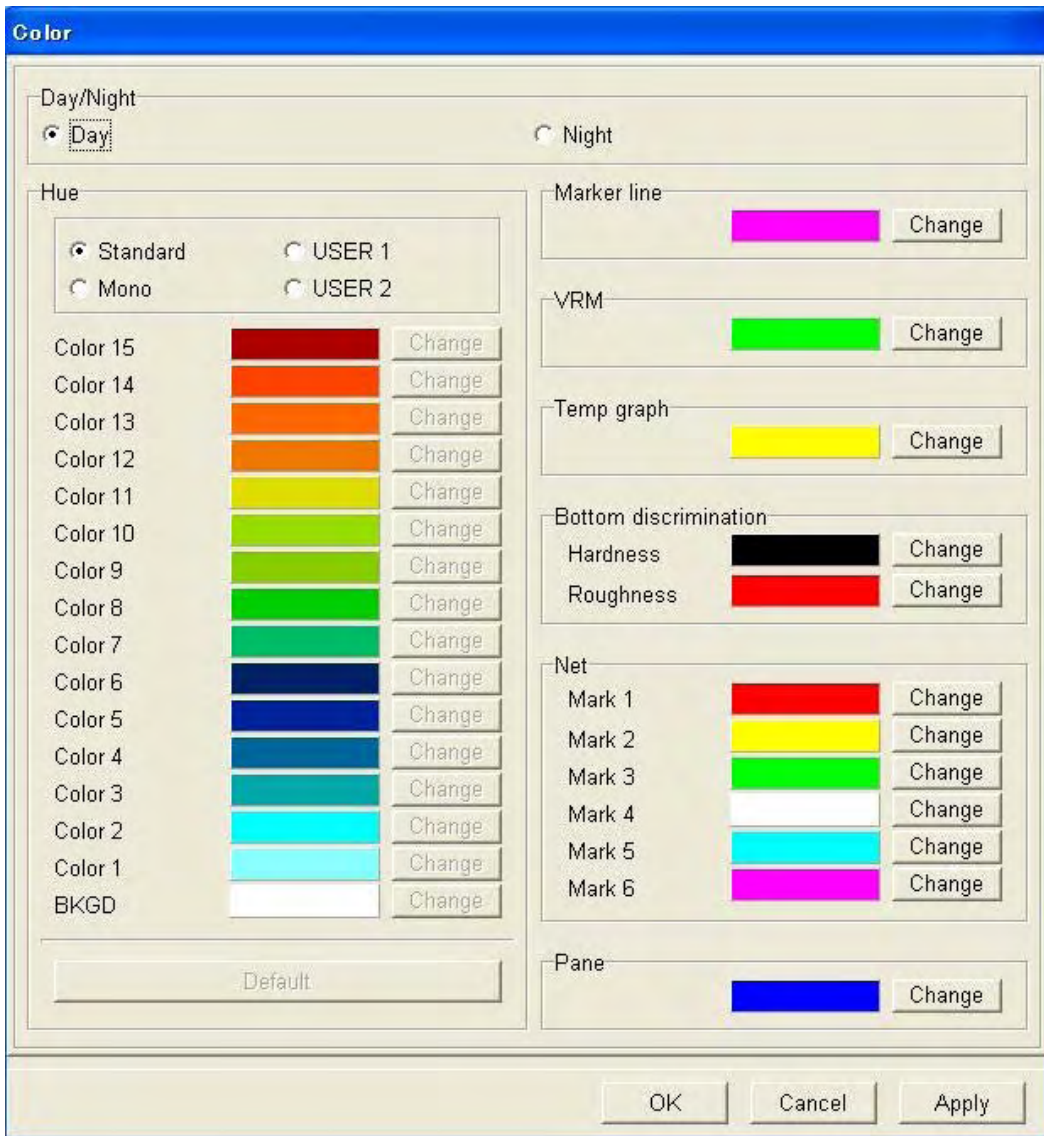 Color
Day/Night
Day Night
Hue
Standard USER 1
Mono USER 2
Color 15 Change
Color 14 Change
Color 13 Change
Color 12 Change
Color 11 Change
Color 10 Change
Color 9 Change
Color 8 Change
Color 7 Change
Color 6 Change
Color 5 Change
Color 4 Change
Color 3 Change
Color 2 Change
Color 1 Change
BKGD Change
Default
Marker line
Change
VRM
Change
Temp graph
Change
Bottom discrimination
Hardness Change
Roughness Change
Net
Mark 1 Change
Mark 2 Change
Mark 3 Change
Mark 4 Change
Mark 5 Change
Mark 6 Change
Pane
Change
OK Cancel Apply